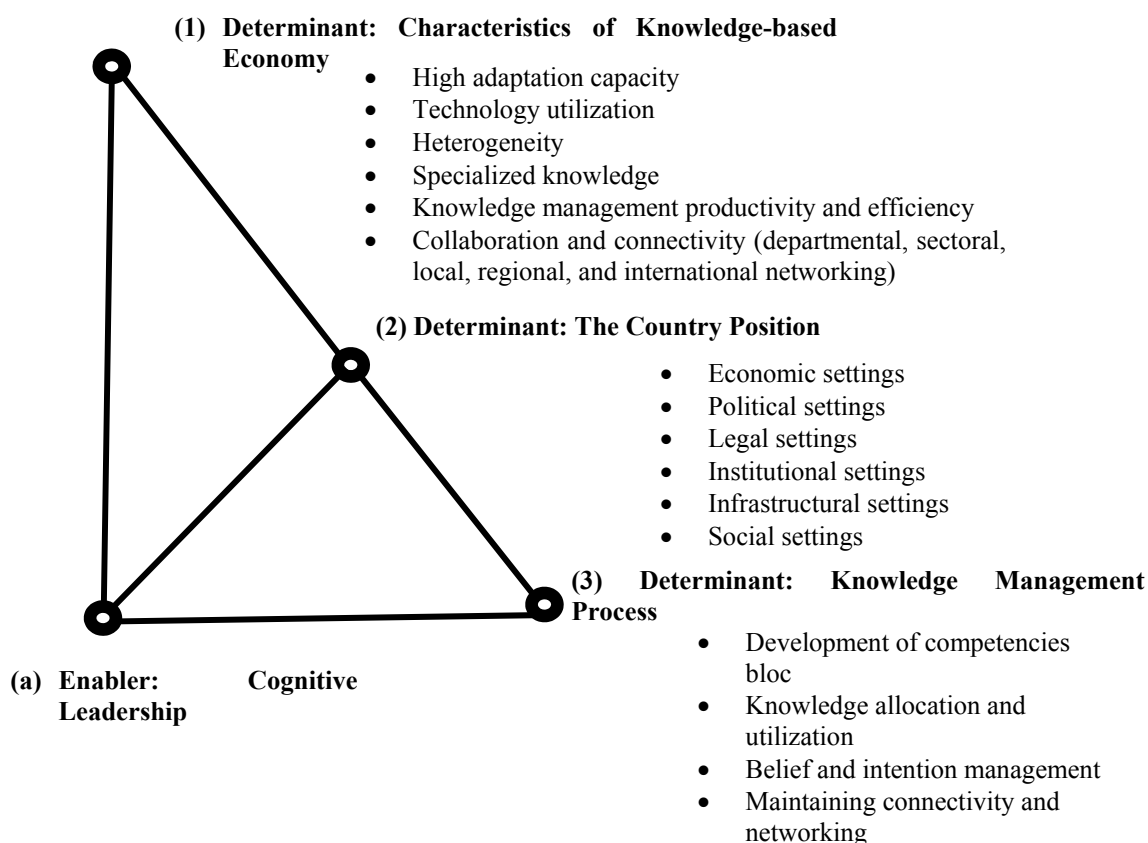 (1) Determinant: Characteristics of Knowledge-based
Economy
• High adaptation capacity
• Technology utilization
• Heterogeneity
• Specialized knowledge
• Knowledge management productivity and efficiency
• Collaboration and connectivity (departmental, sectoral,
local, regional, and international networking)
(2) Determinant: The Country Position
• Economic settings
• Political settings
• Legal settings
• Institutional settings
• Infrastructural settings
• Social settings
(3) Determinant: Knowledge Management
Process
• Development of competencies
bloc
• Knowledge allocation and
utilization
• Belief and intention management
• Maintaining connectivity and
networking
(a) Enabler: Cognitive
Leadership